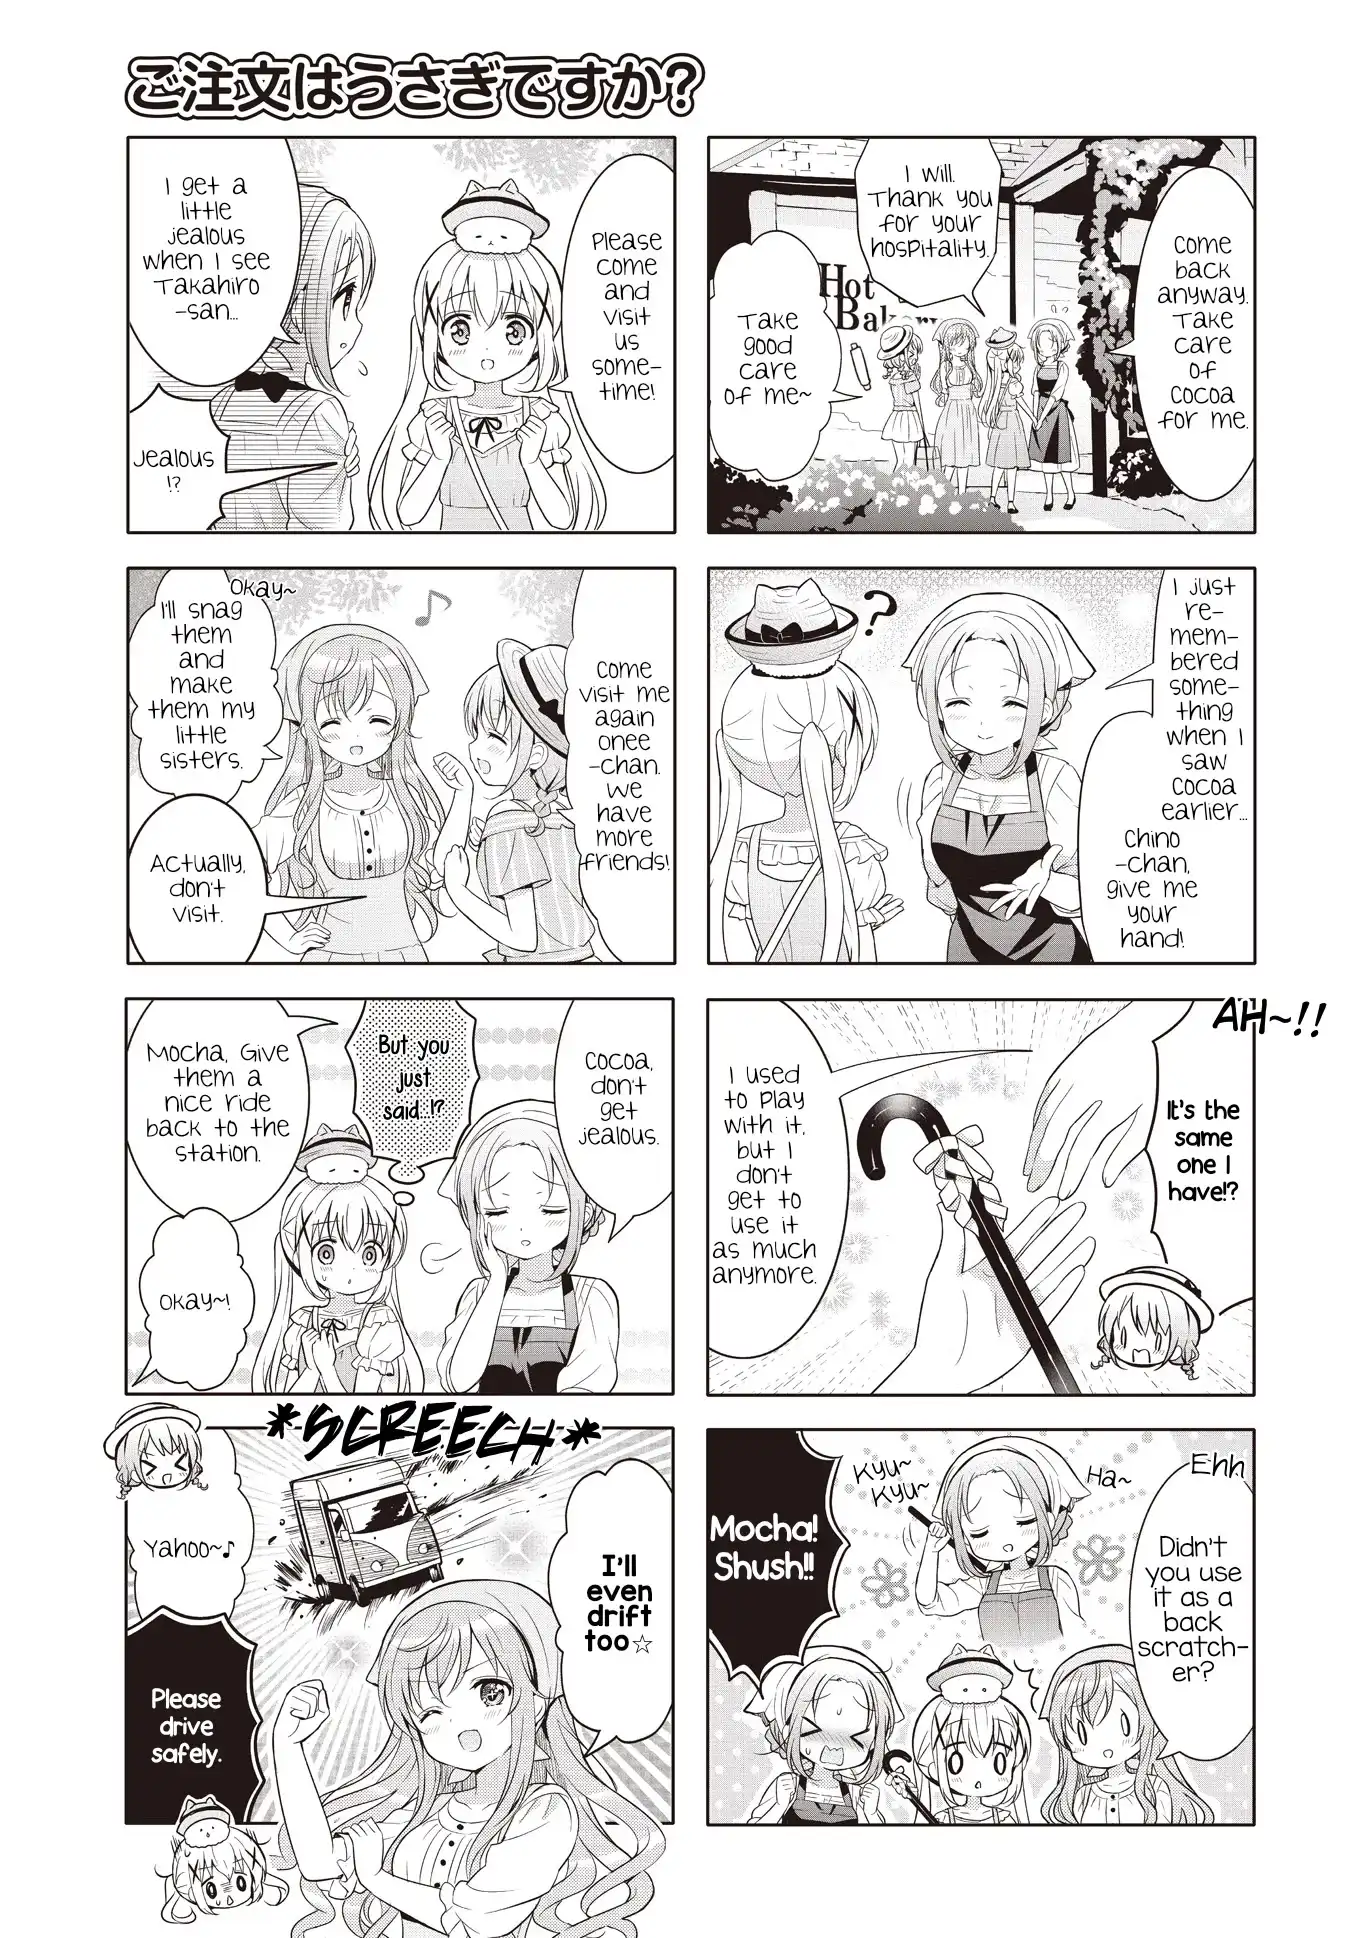 ご注文はうさぎですか?
Come
back
anyway.
Take
care
of
Cocoa
for me.
I will.
Thank you
for your
hospitality.
Take
good
care
of me~
Hot
Bakery
I just
re-
mem-
bered
some-
thing
when I
saw
Cocoa
earlier...
Chino
-chan,
give me
your
hand!
?
AH~!!
It's the
same
one I
have!?
I used
to play
with it,
but I
don't
get to
use it
as much
anymore.
Ehh
Didn't
you use
it as a
back
scratch-
er?
Ha~
Kyu~
Kyu~
Mocha!
Shush!!
Please
come
and
visit
us
some-
time!
I get a
little
jealous
when I see
Takahiro
-san...
Jealous
!?
Come
visit me
again
onee
-chan.
We
have
more
friends!
Okay~
I'll snag
them
and
make
them my
little
sisters.
Actually,
don't
visit.
Cocoa,
don't
get
jealous.
But you
just
said !?
Mocha, Give
them a
nice ride
back to the
station.
Okay~!
*SCREECH*
I'll
even
drift
too☆
Yahoo~♪
Please
drive
safely.